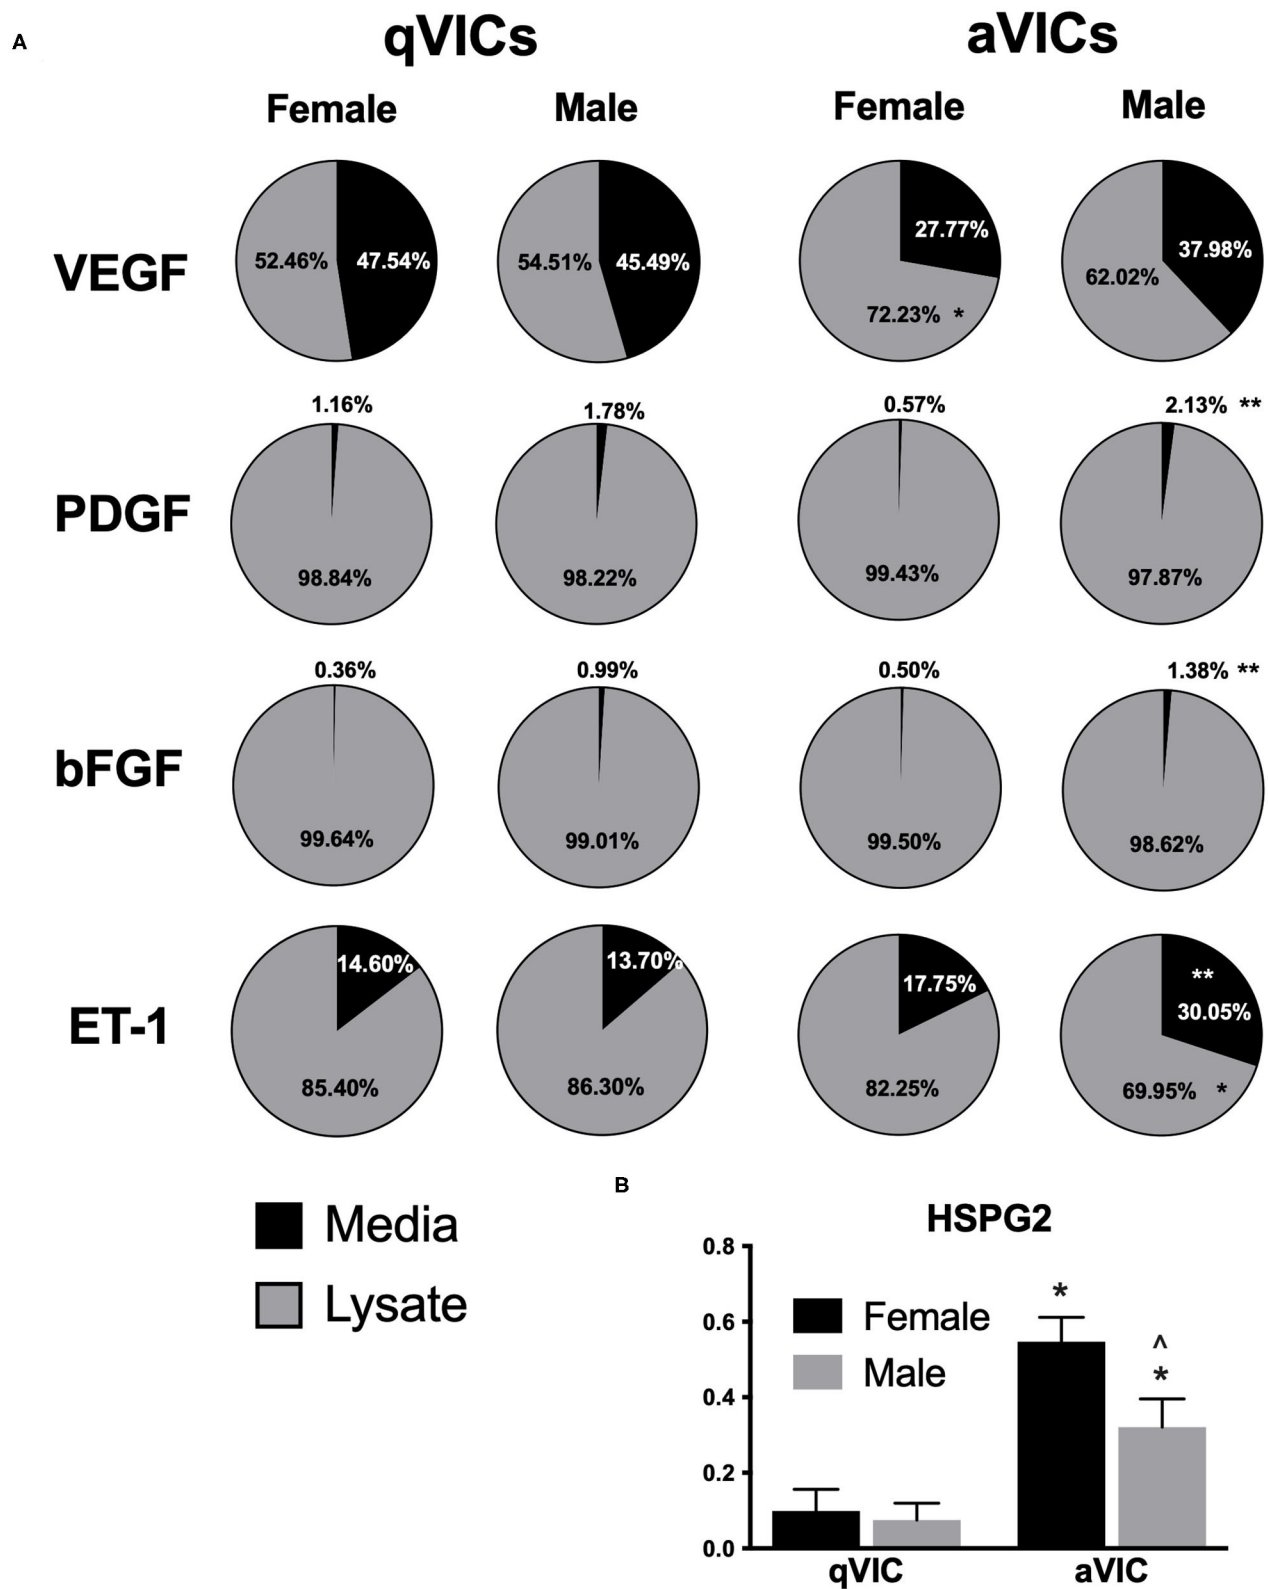 A
qVICs
aVICs
Female
Male
Female
Male
VEGF
52.46%
47.54%
54.51%
45.49%
27.77%
72.23% *
37.98%
62.02%
PDGF
1.16%
98.84%
1.78%
98.22%
0.57%
99.43%
2.13% **
97.87%
bFGF
0.36%
99.64%
0.99%
99.01%
0.50%
99.50%
1.38% **
98.62%
ET-1
14.60%
85.40%
13.70%
86.30%
17.75%
82.25%
**
30.05%
69.95% *
Media
Lysate
B
HSPG2
0.8
0.6
0.4
0.2
0.0
Female
Male
*
^
*
qVIC
aVIC